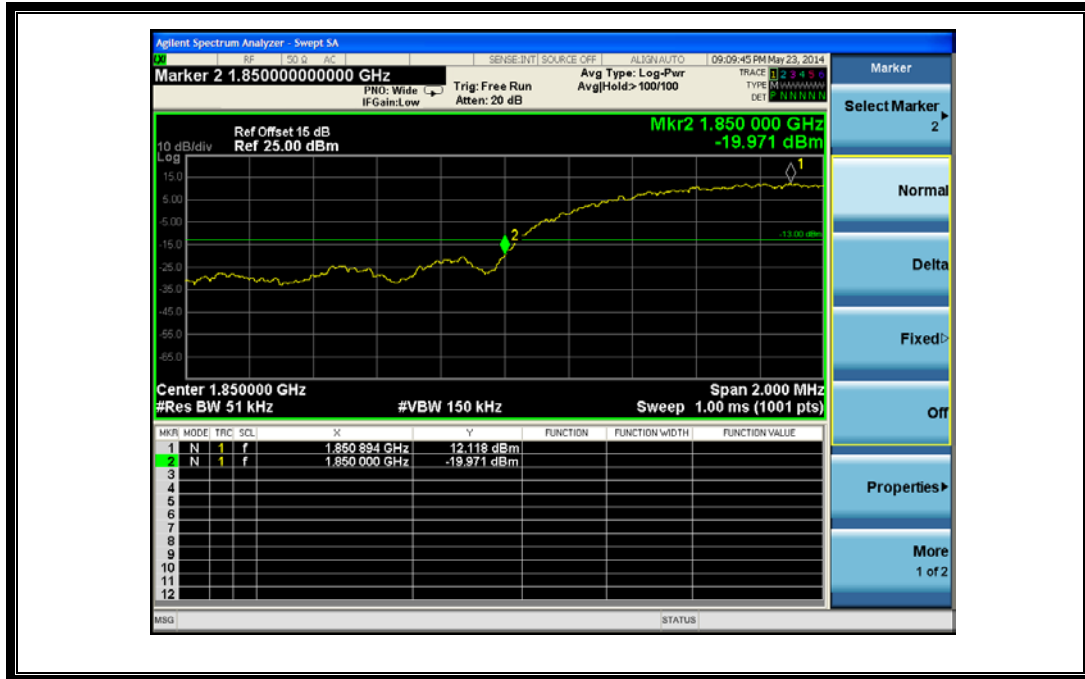 Agilent Spectrum Analyzer - Swept SA
RF 50 Ω AC SENSE:INT SOURCE OFF ALIGNAUTO 09:09:45 PM May 23, 2014
Marker 2 1.850000000000 GHz
PNO: Wide
IFGain:Low
Trig: Free Run
Atten: 20 dB
Avg Type: Log-Pwr
Avg|Hold:>100/100
TRACE 1 2 3 4 5 6
TYPE M
DET P N N N N N
Mkr2 1.850 000 GHz
-19.971 dBm
Ref Offset 15 dB
10 dB/div Ref 25.00 dBm
Log
15.0
5.00
-5.00
-15.0
-25.0
-35.0
-45.0
-55.0
-65.0
1
2
-13.00 dBm
Center 1.850000 GHz Span 2.000 MHz
#Res BW 51 kHz #VBW 150 kHz Sweep 1.00 ms (1001 pts)
MKR MODE TRC SCL X Y FUNCTION FUNCTION WIDTH FUNCTION VALUE
1 N 1 f 1.850 894 GHz 12.118 dBm
2 N 1 f 1.850 000 GHz -19.971 dBm
3
4
5
6
7
8
9
10
11
12
MSG STATUS
Marker
Select Marker
2
Normal
Delta
Fixed
Off
Properties
More
1 of 2